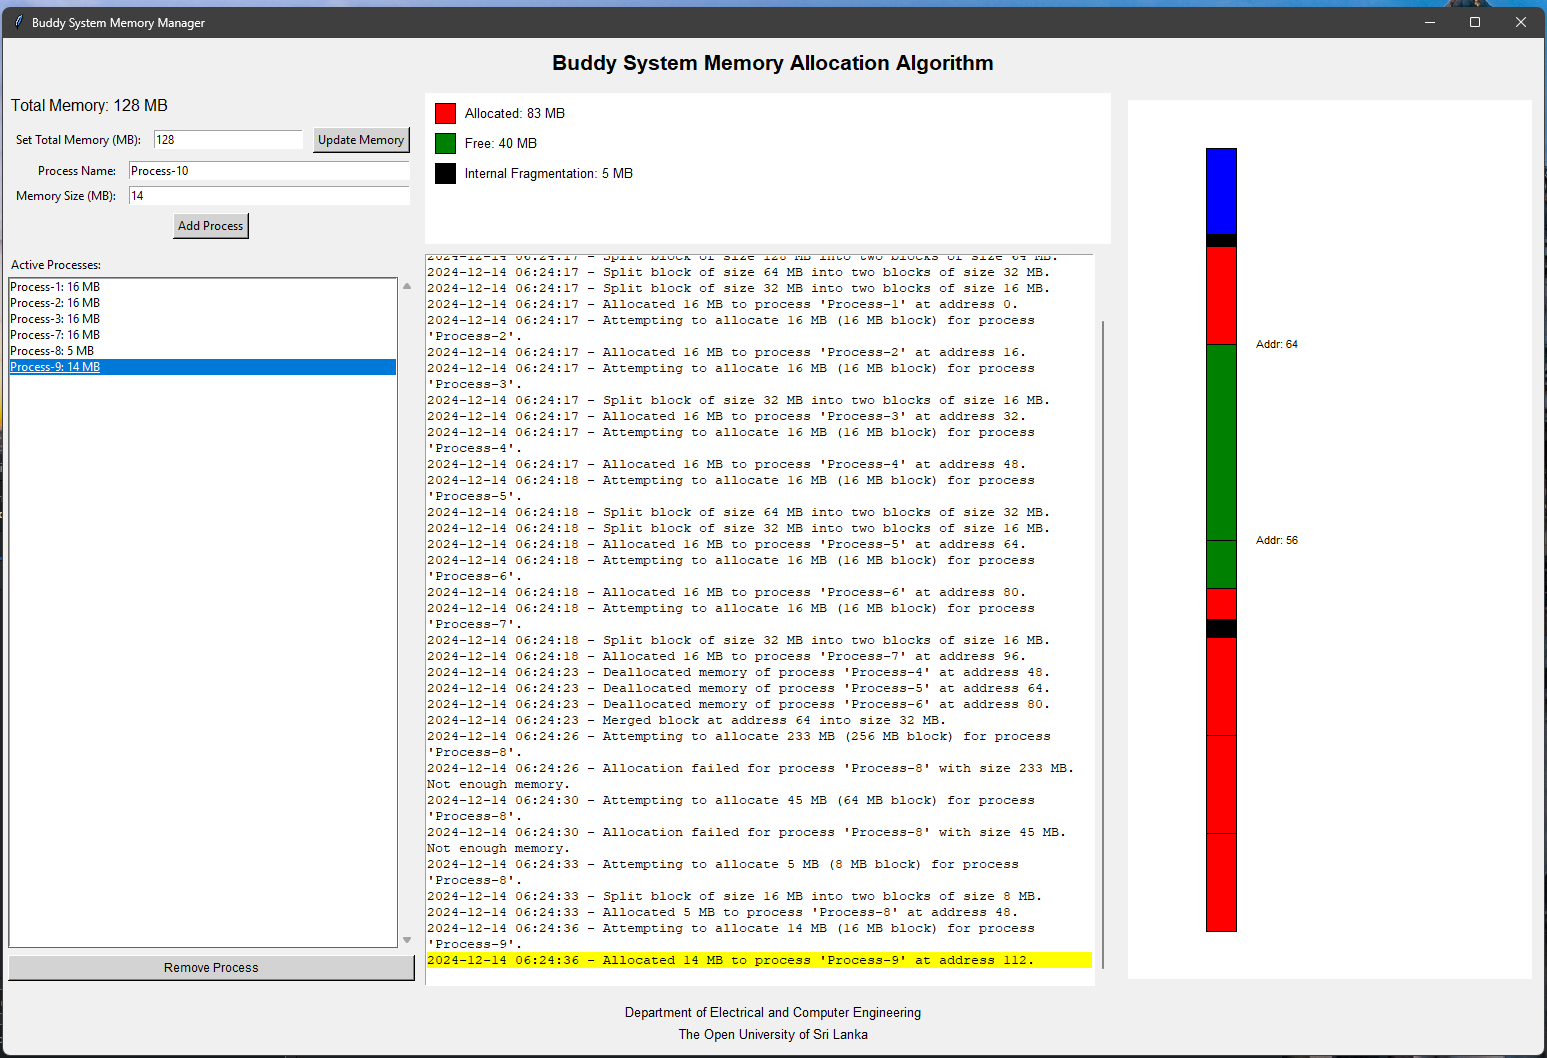 Buddy System Memory Manager
Buddy System Memory Allocation Algorithm
Total Memory: 128 MB
Set Total Memory (MB): 128 Update Memory
Process Name: Process-10
Memory Size (MB): 14
Add Process
Active Processes:
Process-1: 16 MB
Process-2: 16 MB
Process-3: 16 MB
Process-7: 16 MB
Process-8: 5 MB
Process-9: 14 MB
Remove Process
Allocated: 83 MB
Free: 40 MB
Internal Fragmentation: 5 MB
2024-12-14 06:24:17 - Split block of size 128 MB into two blocks of size 64 MB.
2024-12-14 06:24:17 - Split block of size 64 MB into two blocks of size 32 MB.
2024-12-14 06:24:17 - Split block of size 32 MB into two blocks of size 16 MB.
2024-12-14 06:24:17 - Allocated 16 MB to process 'Process-1' at address 0.
2024-12-14 06:24:17 - Attempting to allocate 16 MB (16 MB block) for process
'Process-2'.
2024-12-14 06:24:17 - Allocated 16 MB to process 'Process-2' at address 16.
2024-12-14 06:24:17 - Attempting to allocate 16 MB (16 MB block) for process
'Process-3'.
2024-12-14 06:24:17 - Split block of size 32 MB into two blocks of size 16 MB.
2024-12-14 06:24:17 - Allocated 16 MB to process 'Process-3' at address 32.
2024-12-14 06:24:17 - Attempting to allocate 16 MB (16 MB block) for process
'Process-4'.
2024-12-14 06:24:17 - Allocated 16 MB to process 'Process-4' at address 48.
2024-12-14 06:24:18 - Attempting to allocate 16 MB (16 MB block) for process
'Process-5'.
2024-12-14 06:24:18 - Split block of size 64 MB into two blocks of size 32 MB.
2024-12-14 06:24:18 - Split block of size 32 MB into two blocks of size 16 MB.
2024-12-14 06:24:18 - Allocated 16 MB to process 'Process-5' at address 64.
2024-12-14 06:24:18 - Attempting to allocate 16 MB (16 MB block) for process
'Process-6'.
2024-12-14 06:24:18 - Allocated 16 MB to process 'Process-6' at address 80.
2024-12-14 06:24:18 - Attempting to allocate 16 MB (16 MB block) for process
'Process-7'.
2024-12-14 06:24:18 - Split block of size 32 MB into two blocks of size 16 MB.
2024-12-14 06:24:18 - Allocated 16 MB to process 'Process-7' at address 96.
2024-12-14 06:24:23 - Deallocated memory of process 'Process-4' at address 48.
2024-12-14 06:24:23 - Deallocated memory of process 'Process-5' at address 64.
2024-12-14 06:24:23 - Deallocated memory of process 'Process-6' at address 80.
2024-12-14 06:24:23 - Merged block at address 64 into size 32 MB.
2024-12-14 06:24:26 - Attempting to allocate 233 MB (256 MB block) for process
'Process-8'.
2024-12-14 06:24:26 - Allocation failed for process 'Process-8' with size 233 MB.
Not enough memory.
2024-12-14 06:24:30 - Attempting to allocate 45 MB (64 MB block) for process
'Process-8'.
2024-12-14 06:24:30 - Allocation failed for process 'Process-8' with size 45 MB.
Not enough memory.
2024-12-14 06:24:33 - Attempting to allocate 5 MB (8 MB block) for process
'Process-8'.
2024-12-14 06:24:33 - Split block of size 16 MB into two blocks of size 8 MB.
2024-12-14 06:24:33 - Allocated 5 MB to process 'Process-8' at address 48.
2024-12-14 06:24:36 - Attempting to allocate 14 MB (16 MB block) for process
'Process-9'.
2024-12-14 06:24:36 - Allocated 14 MB to process 'Process-9' at address 112.
Addr: 64
Addr: 56
Department of Electrical and Computer Engineering
The Open University of Sri Lanka